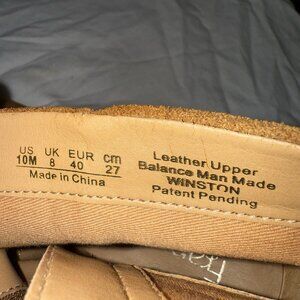 US UK EUR cm
10M 8 40 27
Made in China
Leather Upper
Balance Man Made
WINSTON
Patent Pending